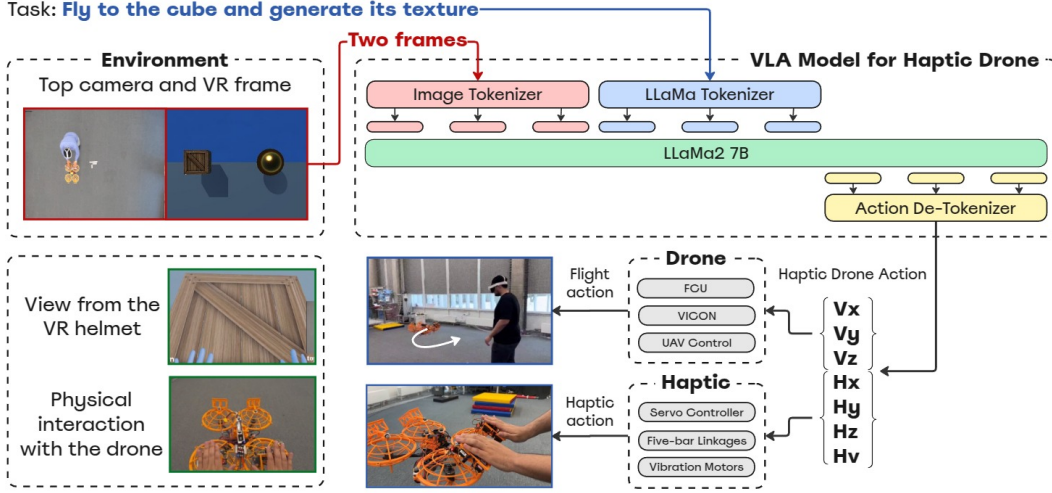 Task: Fly to the cube and generate its texture
Two frames
Environment
Top camera and VR frame
VLA Model for Haptic Drone
Image Tokenizer
LLaMa Tokenizer
LLaMa2 7B
Action De-Tokenizer
View from the
VR helmet
Physical
interaction
with the drone
Flight
action
Drone
FCU
VICON
UAV Control
Haptic
action
Haptic
Servo Controller
Five-bar Linkages
Vibration Motors
Haptic Drone Action
Vx
Vy
Vz
Hx
Hy
Hz
Hv